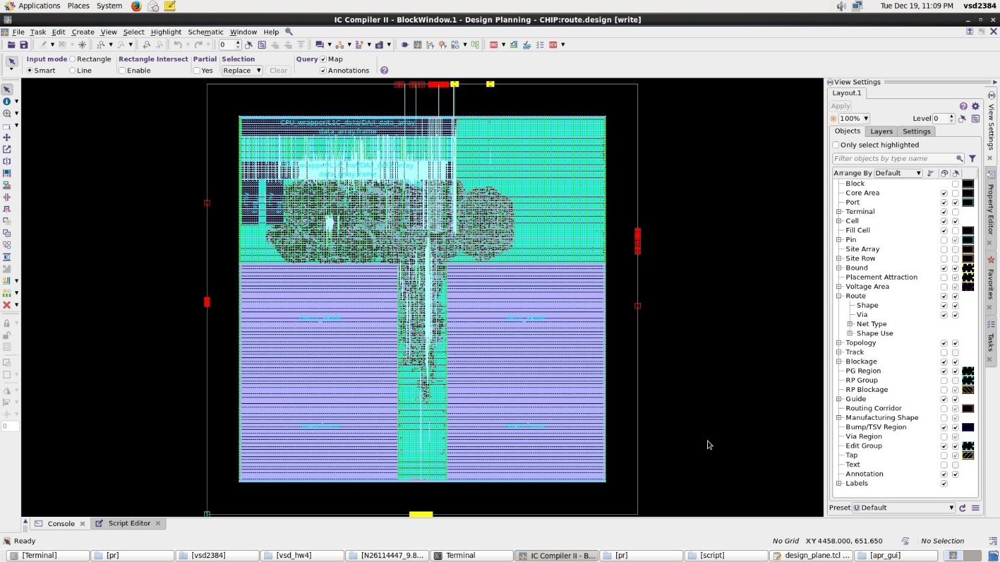 Applications Places System Tue Dec 19, 11:09 PM vsd2384
IC Compiler II - BlockWindow.1 - Design Planning - CHIP:route.design [write]
File Task Edit Create View Select Highlight Schematic Window Help
0
Input mode Rectangle Rectangle Intersect Partial Selection Query Map
Smart Line Enable Yes Replace Clear Annotations
View Settings
Layout.1
Apply
100% Level 0
Objects Layers Settings
Only select highlighted
Filter objects by type name
Arrange By Default
Block
Core Area
Port
Terminal
Cell
Fill Cell
Pin
Site Array
Site Row
Bound
Placement Attraction
Voltage Area
Route
Shape
Via
Net Type
Shape Use
Topology
Track
Blockage
PG Region
RP Group
RP Blockage
Guide
Routing Corridor
Manufacturing Shape
Bump/TSV Region
Via Region
Edit Group
Tap
Text
Annotation
Labels
Preset Default
View Settings
Property Editor
Favorites
Tasks
0
Console Script Editor
Ready No Grid XY 4458.000, 651.650 No Selection
[Terminal] [pr] [vsd2384] [vsd_hw4] [N26114447_9.8... Terminal IC Compiler II - B... [pr] [script] design_plane.tcl ... [apr_gui]